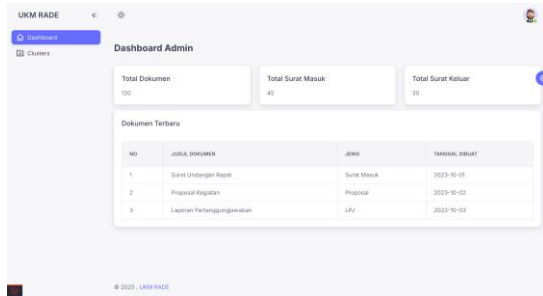 UKM RADE
Dashboard
Clusters
Dashboard Admin
Total Dokumen
120
Total Surat Masuk
45
Total Surat Keluar
30
Dokumen Terbaru
NO JUDUL DOKUMEN JENIS TANGGAL DIBUAT
1 Surat Undangan Rapat Surat Masuk 2023-10-01
2 Proposal Kegiatan Proposal 2023-10-02
3 Laporan Pertanggungjawaban LPJ 2023-10-03
© 2025 , UKM RADE